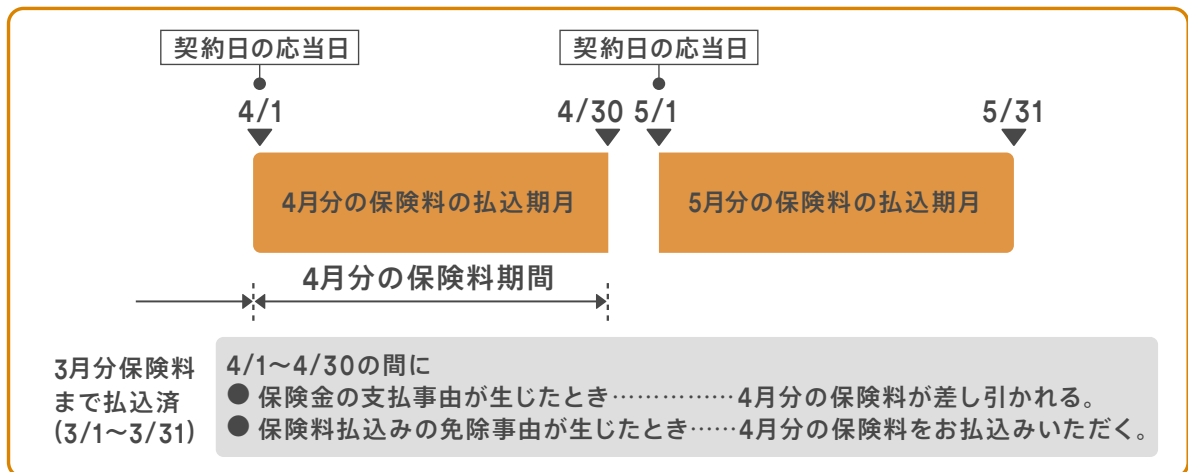 契約日の応当日 契約日の応当日
4/1 4/30 5/1 5/31
4月分の保険料の払込期月 5月分の保険料の払込期月
4月分の保険料期間
3月分保険料
まで払込済
(3/1〜3/31)
4/1〜4/30の間に
● 保険金の支払事由が生じたとき…………… 4月分の保険料が差し引かれる。
● 保険料払込みの免除事由が生じたとき…… 4月分の保険料をお払込みいただく。